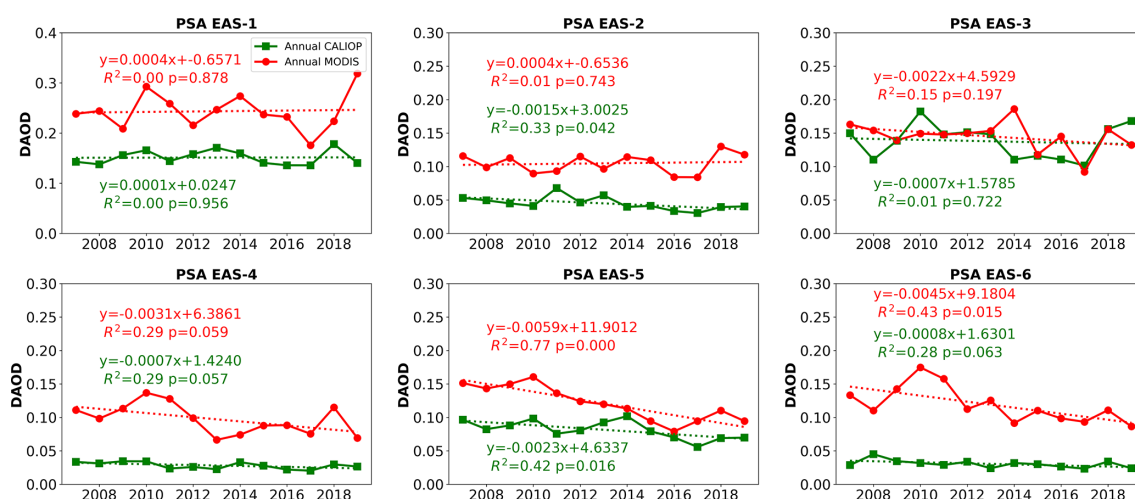 PSA EAS-1
0.4
0.3
0.2
0.1
0.0
DAOD
y=0.0004x+-0.6571
R²=0.00 p=0.878
Annual CALIOP
Annual MODIS
y=0.0001x+0.0247
R²=0.00 p=0.956
2008 2010 2012 2014 2016 2018
PSA EAS-2
0.30
0.25
0.20
0.15
0.10
0.05
0.00
DAOD
y=0.0004x+-0.6536
R²=0.01 p=0.743
y=-0.0015x+3.0025
R²=0.33 p=0.042
2008 2010 2012 2014 2016 2018
PSA EAS-3
0.30
0.25
0.20
0.15
0.10
0.05
0.00
DAOD
y=-0.0022x+4.5929
R²=0.15 p=0.197
y=-0.0007x+1.5785
R²=0.01 p=0.722
2008 2010 2012 2014 2016 2018
PSA EAS-4
0.30
0.25
0.20
0.15
0.10
0.05
0.00
DAOD
y=-0.0031x+6.3861
R²=0.29 p=0.059
y=-0.0007x+1.4240
R²=0.29 p=0.057
2008 2010 2012 2014 2016 2018
PSA EAS-5
0.30
0.25
0.20
0.15
0.10
0.05
0.00
DAOD
y=-0.0059x+11.9012
R²=0.77 p=0.000
y=-0.0023x+4.6337
R²=0.42 p=0.016
2008 2010 2012 2014 2016 2018
PSA EAS-6
0.30
0.25
0.20
0.15
0.10
0.05
0.00
DAOD
y=-0.0045x+9.1804
R²=0.43 p=0.015
y=-0.0008x+1.6301
R²=0.28 p=0.063
2008 2010 2012 2014 2016 2018